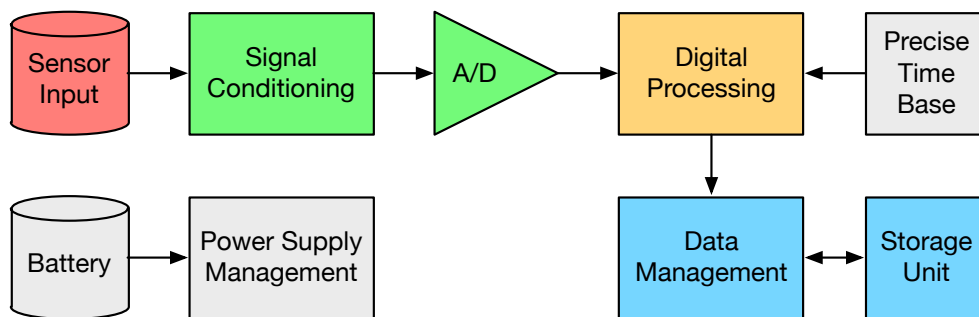 Sensor
Input
Signal
Conditioning
A/D
Digital
Processing
Precise
Time
Base
Battery
Power Supply
Management
Data
Management
Storage
Unit